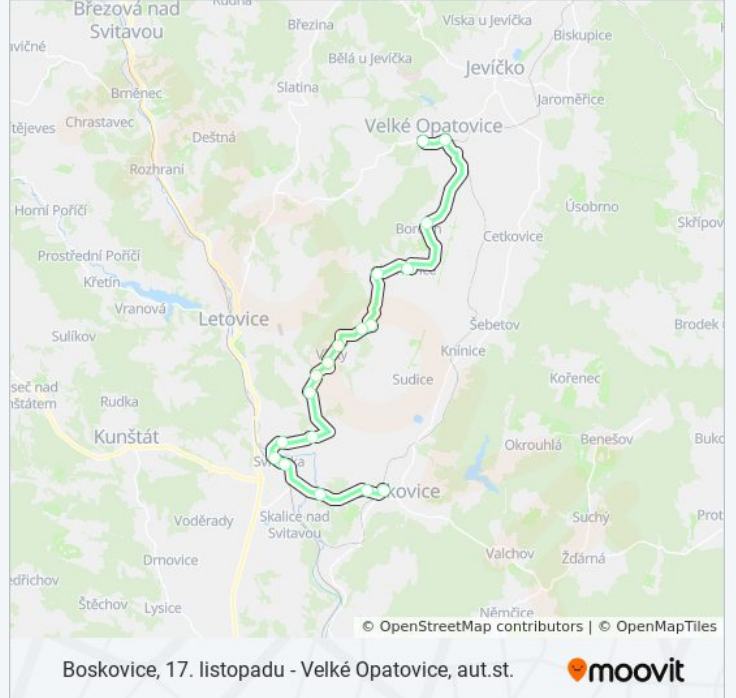 Březová nad
Svitavou
Březina
Víska u Jevíčka
Biskupice
Bělá u Jevíčka
Jevíčko
Slatina
Brněnec
Jaroměřice
Chrastavec
Velké Opatovice
Deštná
Rozhraní
Horní Poříčí
Úsobrno
Prostřední Poříčí
Cetkovice
Křetín
Vranová
Letovice
Šebetov
Sulíkov
Knínice
Brodek
Sudice
Kořenec
Rudka
Kunštát
Okrouhlá
Benešov
Skalice nad
Svitavou
Voděrady
Suchý
Valchov
Žďárná
Drnovice
Štěchov
Lysice
Němčice
© OpenStreetMap contributors | © OpenMapTiles
Boskovice, 17. listopadu - Velké Opatovice, aut.st.
moovit